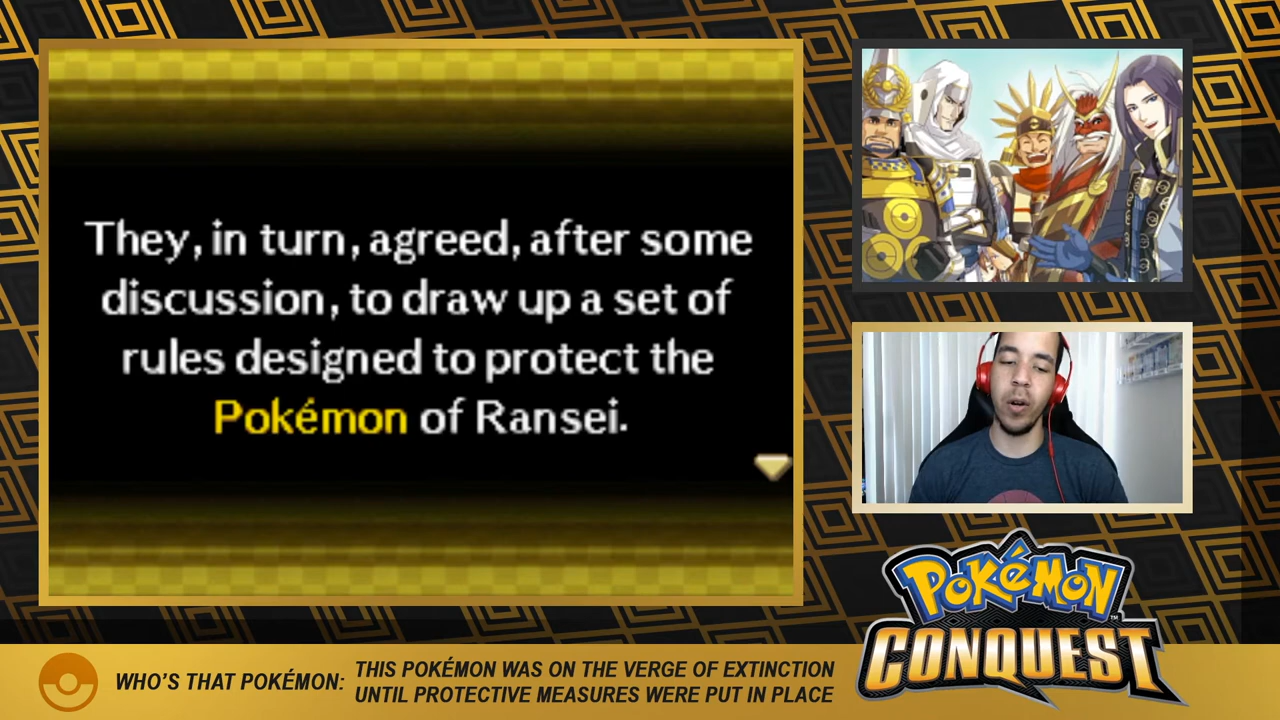 They, in turn, agreed, after some
discussion, to draw up a set of
rules designed to protect the
Pokémon of Ransei.
POKéMON
™
CONQUEST
WHO'S THAT POKÉMON:
THIS POKÉMON WAS ON THE VERGE OF EXTINCTION
UNTIL PROTECTIVE MEASURES WERE PUT IN PLACE